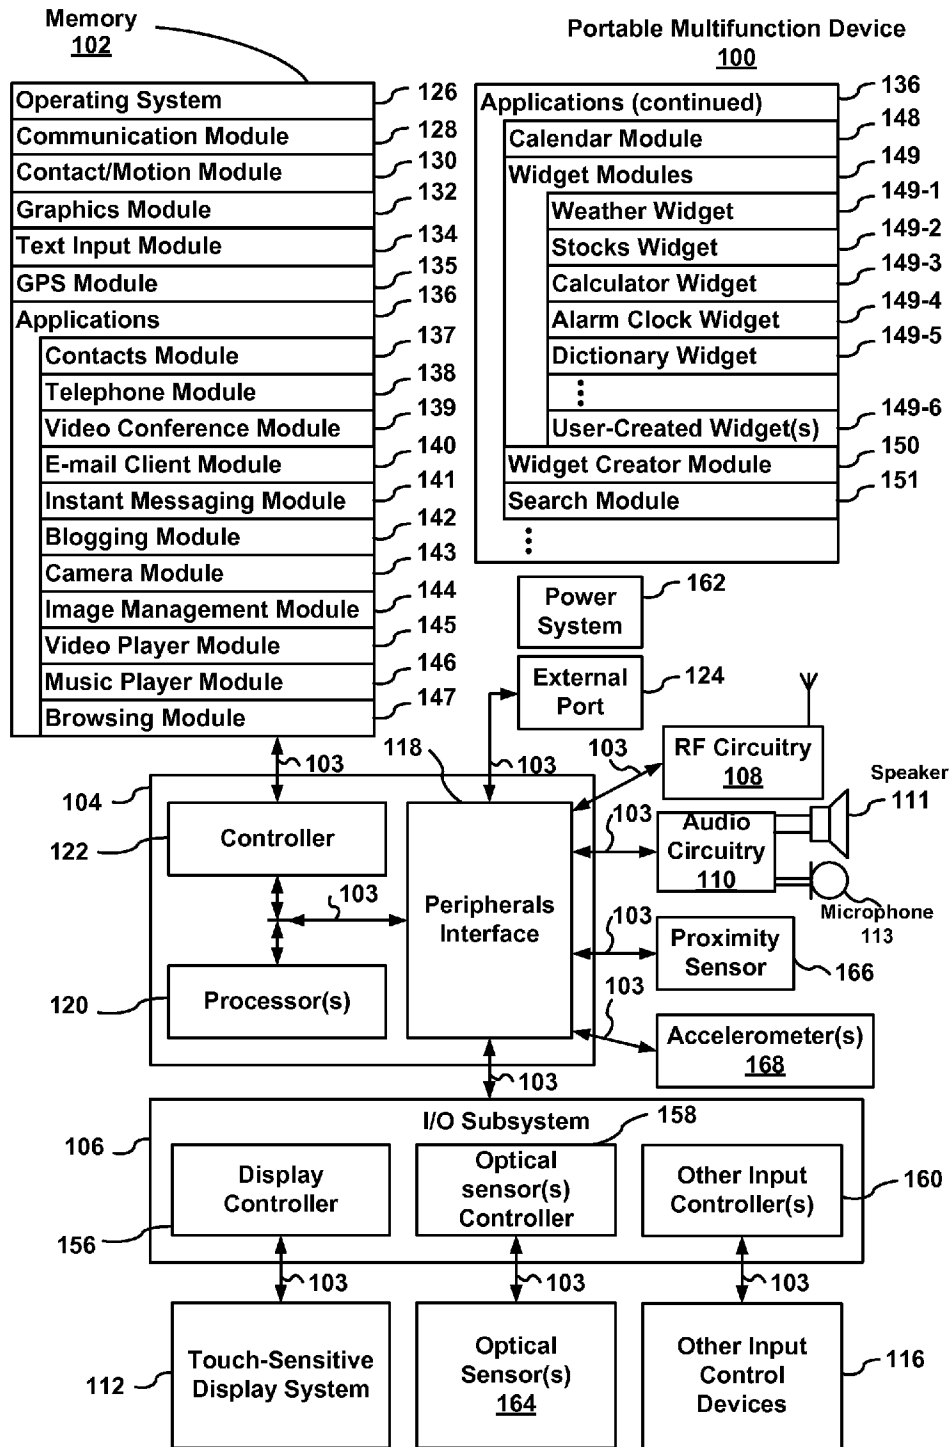 Memory
102
Portable Multifunction Device
100
Operating System
126
Communication Module
128
Contact/Motion Module
130
Graphics Module
132
Text Input Module
134
GPS Module
135
Applications
136
Contacts Module
137
Telephone Module
138
Video Conference Module
139
E-mail Client Module
140
Instant Messaging Module
141
Blogging Module
142
Camera Module
143
Image Management Module
144
Video Player Module
145
Music Player Module
146
Browsing Module
147
Applications (continued)
136
Calendar Module
148
Widget Modules
149
Weather Widget
149-1
Stocks Widget
149-2
Calculator Widget
149-3
Alarm Clock Widget
149-4
Dictionary Widget
149-5
User-Created Widget(s)
149-6
Widget Creator Module
150
Search Module
151
Power
System
162
External
Port
124
103
118
103
103
RF Circuitry
108
Speaker
111
104
122
Controller
103
Audio
Circuitry
110
Microphone
113
103
Peripherals
Interface
103
Proximity
Sensor
166
120
Processor(s)
103
Accelerometer(s)
168
103
I/O Subsystem
106
158
Display
Controller
156
Optical
sensor(s)
Controller
Other Input
Controller(s)
160
103
103
103
Touch-Sensitive
Display System
112
Optical
Sensor(s)
164
Other Input
Control
Devices
116